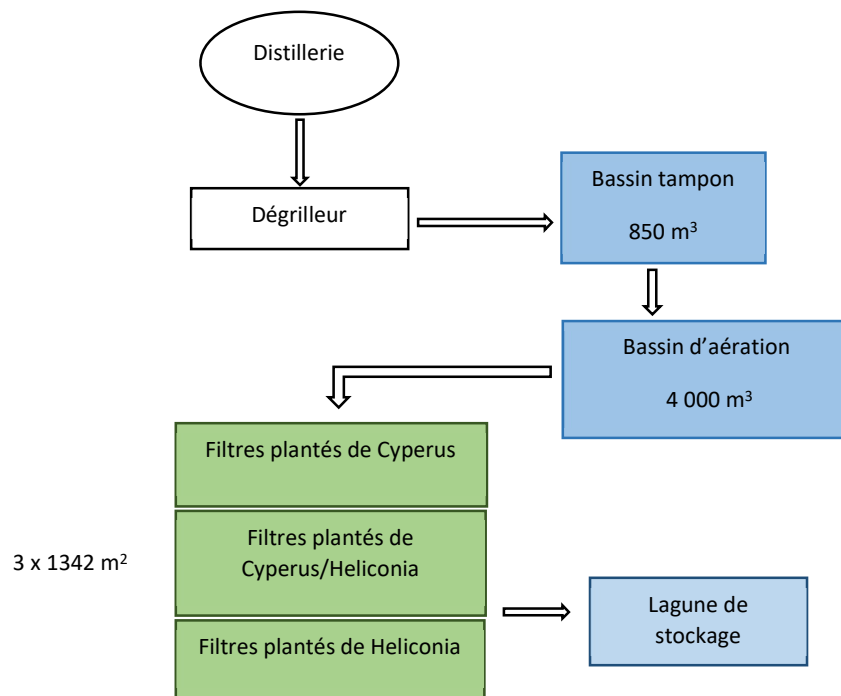 Distillerie
Dégrilleur
Bassin tampon
850 m³
Bassin d’aération
4 000 m³
Filtres plantés de Cyperus
Filtres plantés de
Cyperus/Heliconia
3 x 1342 m²
Filtres plantés de Heliconia
Lagune de
stockage